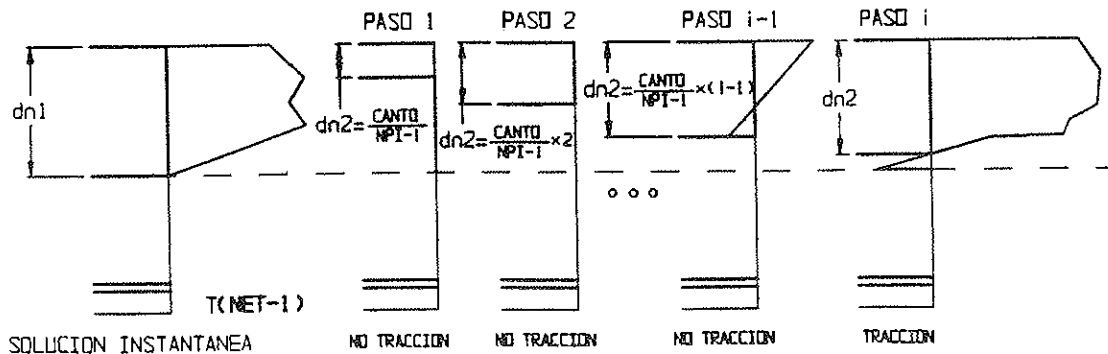 PASO 1
PASO 2
PASO i-1
PASO i
dn1
dn2=CANTO/NPI-1
dn2=CANTO/NPI-1×2
dn2=CANTO/NPI-1×(i-1)
dn2
T(NET-1)
SOLUCION INSTANTANEA
NO TRACCION
NO TRACCION
NO TRACCION
TRACCION